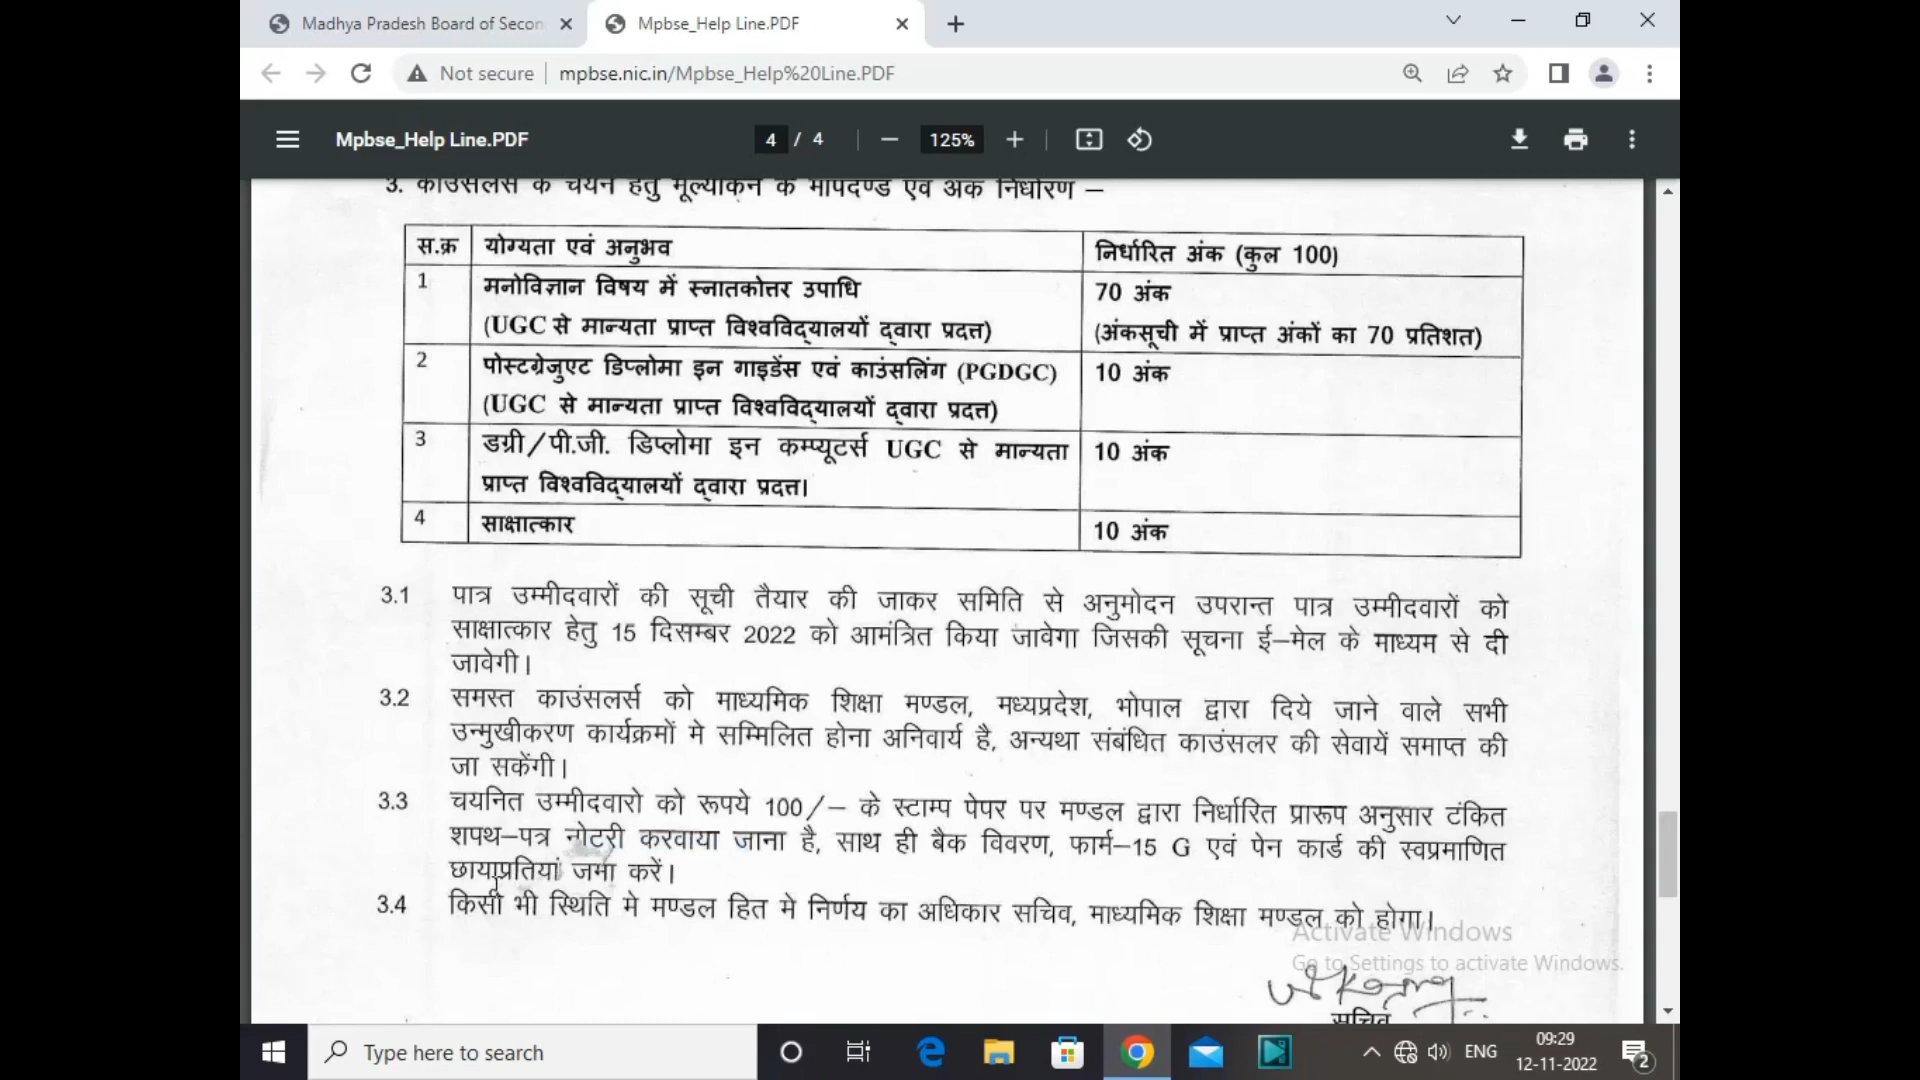 Madhya Pradesh Board of Secon
Mpbse_Help Line.PDF
Not secure
mpbse.nic.in/Mpbse_Help%20Line.PDF
Mpbse_Help Line.PDF
4 / 4
125%
3. काउंसलर्स के चयन हेतु मूल्यांकन के मापदण्ड एवं अंक निर्धारण –
स.क्र योग्यता एवं अनुभव निर्धारित अंक (कुल 100)
1 मनोविज्ञान विषय में स्नातकोत्तर उपाधि 70 अंक
(UGC से मान्यता प्राप्त विश्वविद्यालयों द्वारा प्रदत्त) (अंकसूची में प्राप्त अंकों का 70 प्रतिशत)
2 पोस्टग्रेजुएट डिप्लोमा इन गाइडेंस एवं काउंसलिंग (PGDGC) 10 अंक
(UGC से मान्यता प्राप्त विश्वविद्यालयों द्वारा प्रदत्त)
3 डग्री/पी.जी. डिप्लोमा इन कम्प्यूटर्स UGC से मान्यता 10 अंक
प्राप्त विश्वविद्यालयों द्वारा प्रदत्त।
4 साक्षात्कार 10 अंक
3.1 पात्र उम्मीदवारों की सूची तैयार की जाकर समिति से अनुमोदन उपरान्त पात्र उम्मीदवारों को
साक्षात्कार हेतु 15 दिसम्बर 2022 को आमंत्रित किया जावेगा जिसकी सूचना ई–मेल के माध्यम से दी
जावेगी।
3.2 समस्त काउंसलर्स को माध्यमिक शिक्षा मण्डल, मध्यप्रदेश, भोपाल द्वारा दिये जाने वाले सभी
उन्मुखीकरण कार्यक्रमों मे सम्मिलित होना अनिवार्य है, अन्यथा संबंधित काउंसलर की सेवायें समाप्त की
जा सकेंगी।
3.3 चयनित उम्मीदवारो को रूपये 100/– के स्टाम्प पेपर पर मण्डल द्वारा निर्धारित प्रारूप अनुसार टंकित
शपथ–पत्र नोटरी करवाया जाना है, साथ ही बैक विवरण, फार्म–15 G एवं पेन कार्ड की स्वप्रमाणित
छायाप्रतियां जमा करें।
3.4 किसी भी स्थिति मे मण्डल हित मे निर्णय का अधिकार सचिव, माध्यमिक शिक्षा मण्डल को होगा।
Activate Windows
Go to Settings to activate Windows.
सचिव
Type here to search
ENG
09:29
12-11-2022
2